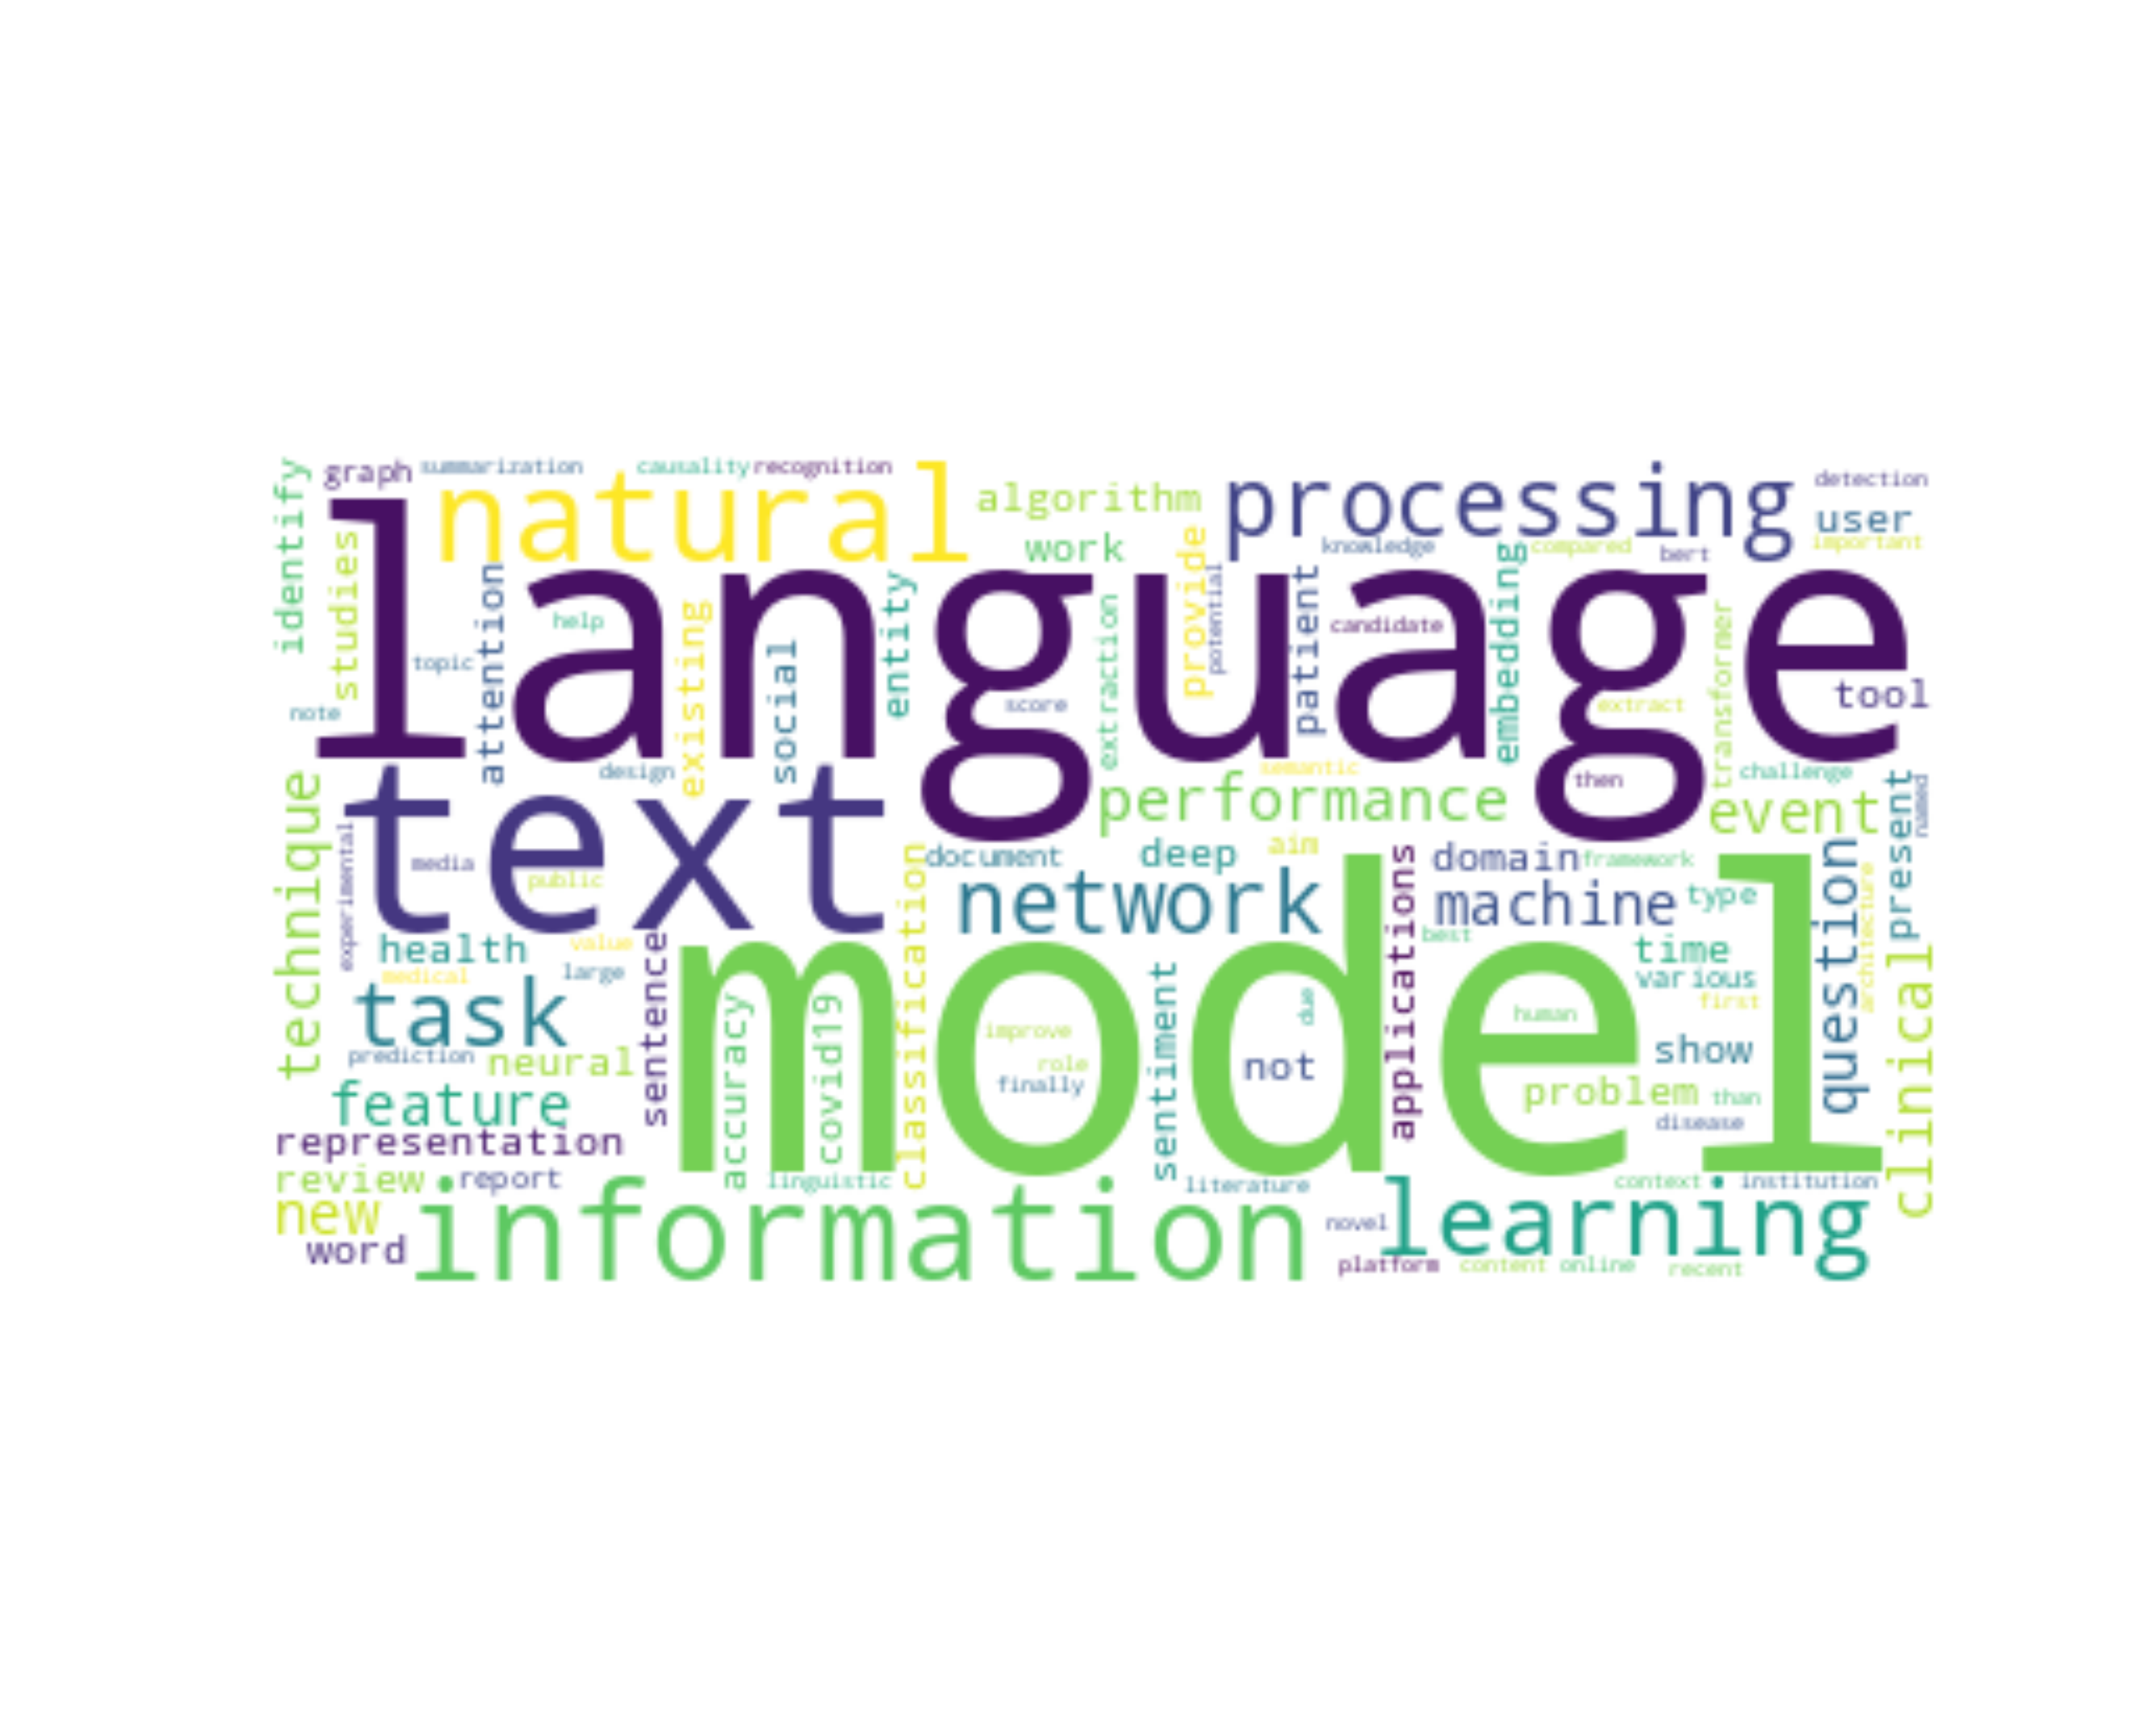 identify
graph
summarization
causality
recognition
natural
algorithm
processing
detection
user
important
work
studies
attention
provide
knowledge
compared
bert
language
help
existing
social
entity
extraction
potential
patient
candidate
embedding
transformer
topic
score
extract
tool
note
design
semantic
then
challenge
technique
text
performance
event
present
named
experimental
media
public
document
deep
aim
domain
framework
network
machine
type
question
architecture
classification
applications
health
value
best
time
medical
large
sentence
various
first
task
model
accuracy
covid19
improve
role
finally
sentiment
due
not
human
show
clinical
prediction
neural
problem
than
feature
disease
representation
review
report
linguistic
literature
context
institution
new
information
novel
learning
word
platform
content
online
recent